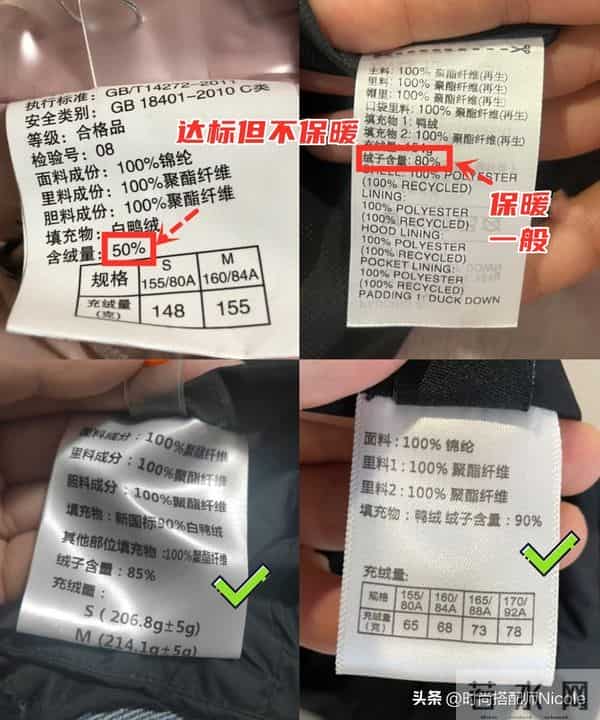 执行标准：GB/T14272-2011
安全类别：GB 18401-2010 C类
等级：合格品
检验号：08
面料成份：100%锦纶
里料成份：100%聚酯纤维
胆料成份：100%聚酯纤维
填充物：白鸭绒
含绒量：50%
规格 S 155/80A M 160/84A
充绒量(克) 148 155
达标但不保暖
主料：100% 聚酯纤维(再生)
里料：100% 聚酯纤维(再生)
帽里：100% 聚酯纤维(再生)
口袋里料：100% 聚酯纤维(再生)
填充物 1：鸭绒
填充物 2：100% 聚酯纤维(再生)
绒子含量：80%
SHELL: 100% POLYESTER
(100% RECYCLED)
LINING:
100% POLYESTER
(100% RECYCLED)
HOOD LINING:
100% POLYESTER
(100% RECYCLED)
POCKET LINING:
100% POLYESTER
(100% RECYCLED)
PADDING 1: DUCK DOWN
保暖
一般
面料成分：100%聚酯纤维
里料成分：100%聚酯纤维
胆料成分：100%聚酯纤维
填充物：新国标90%白鸭绒
其他部位填充物：100%聚酯纤维
绒子含量：85%
充绒量：
S (206.8g±5g)
M (214.1g±5g)
面料：100% 锦纶
里料1：100% 聚酯纤维
里料2：100% 聚酯纤维
填充物：鸭绒 绒子含量：90%
充绒量：
规格 155/80A 160/84A 165/88A 170/92A
充绒量(克) 65 68 73 78
若水网
头条 @时尚搭配师Nicole